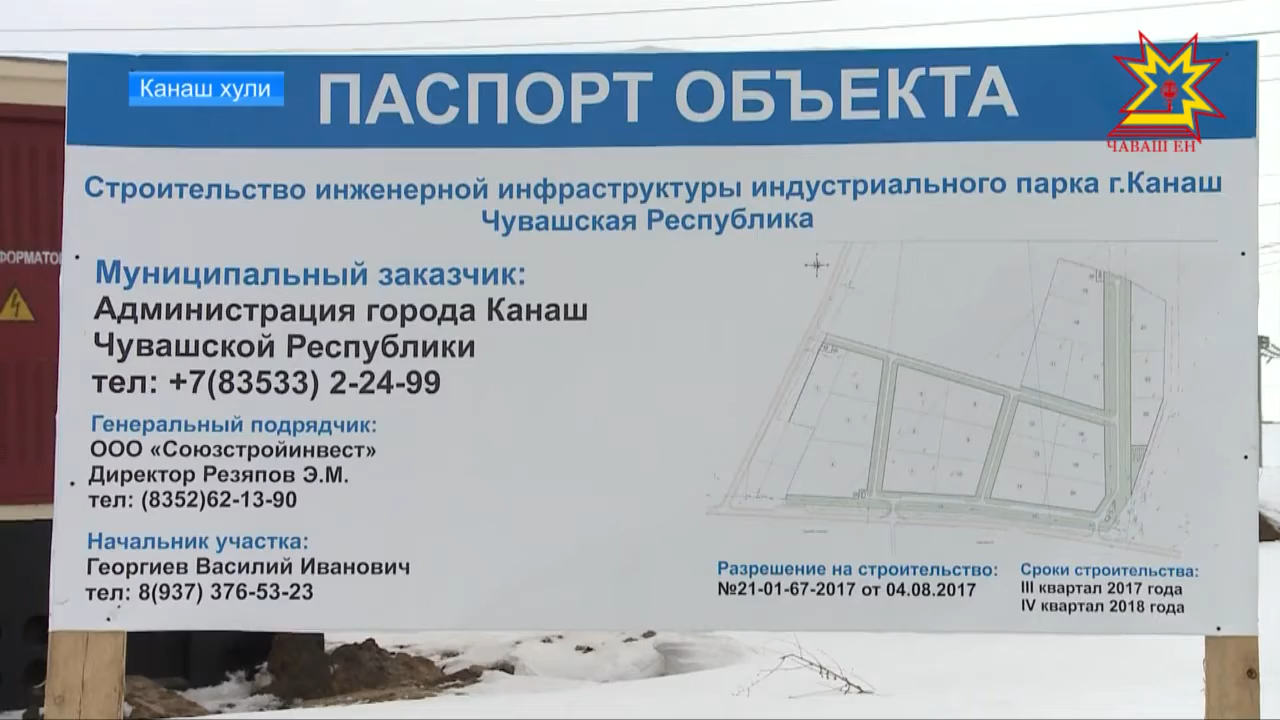 Канаш хули
ПАСПОРТ ОБЪЕКТА
ЧАВАШ ЕН
Строительство инженерной инфраструктуры индустриального парка г.Канаш
Чувашская Республика
Муниципальный заказчик:
Администрация города Канаш
Чувашской Республики
тел: +7(83533) 2-24-99
Генеральный подрядчик:
ООО «Союзстройинвест»
Директор Резяпов Э.М.
тел: (8352)62-13-90
Начальник участка:
Георгиев Василий Иванович
тел: 8(937) 376-53-23
Разрешение на строительство:
№21-01-67-2017 от 04.08.2017
Сроки строительства:
III квартал 2017 года
IV квартал 2018 года